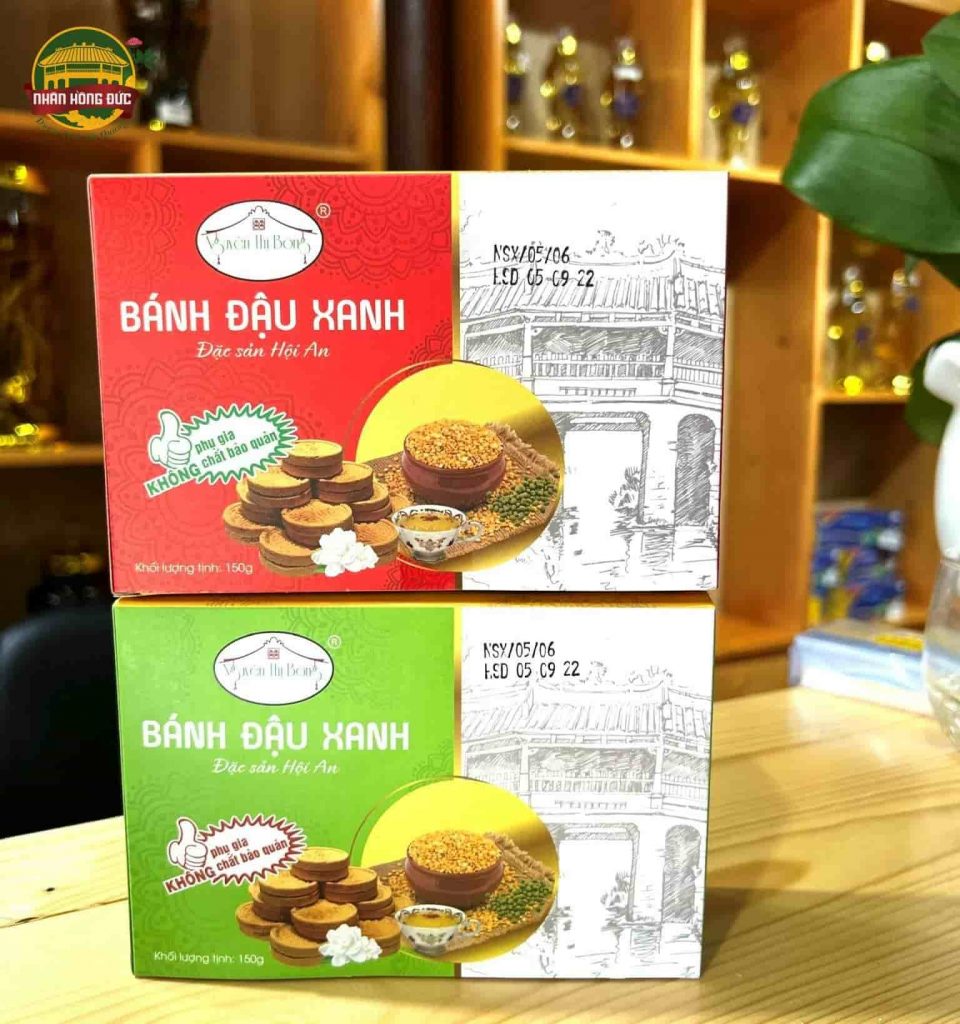 NHÂN HỒNG ĐỨC
®
BÁNH ĐẬU XANH
Đặc sản Hội An
phụ gia
KHÔNG chất bảo quản
Khối lượng tịnh: 150g
NSX/05/06
HSD 05 09 22
®
BÁNH ĐẬU XANH
Đặc sản Hội An
phụ gia
KHÔNG chất bảo quản
Khối lượng tịnh: 150g
NSX/05/06
HSD 05 09 22